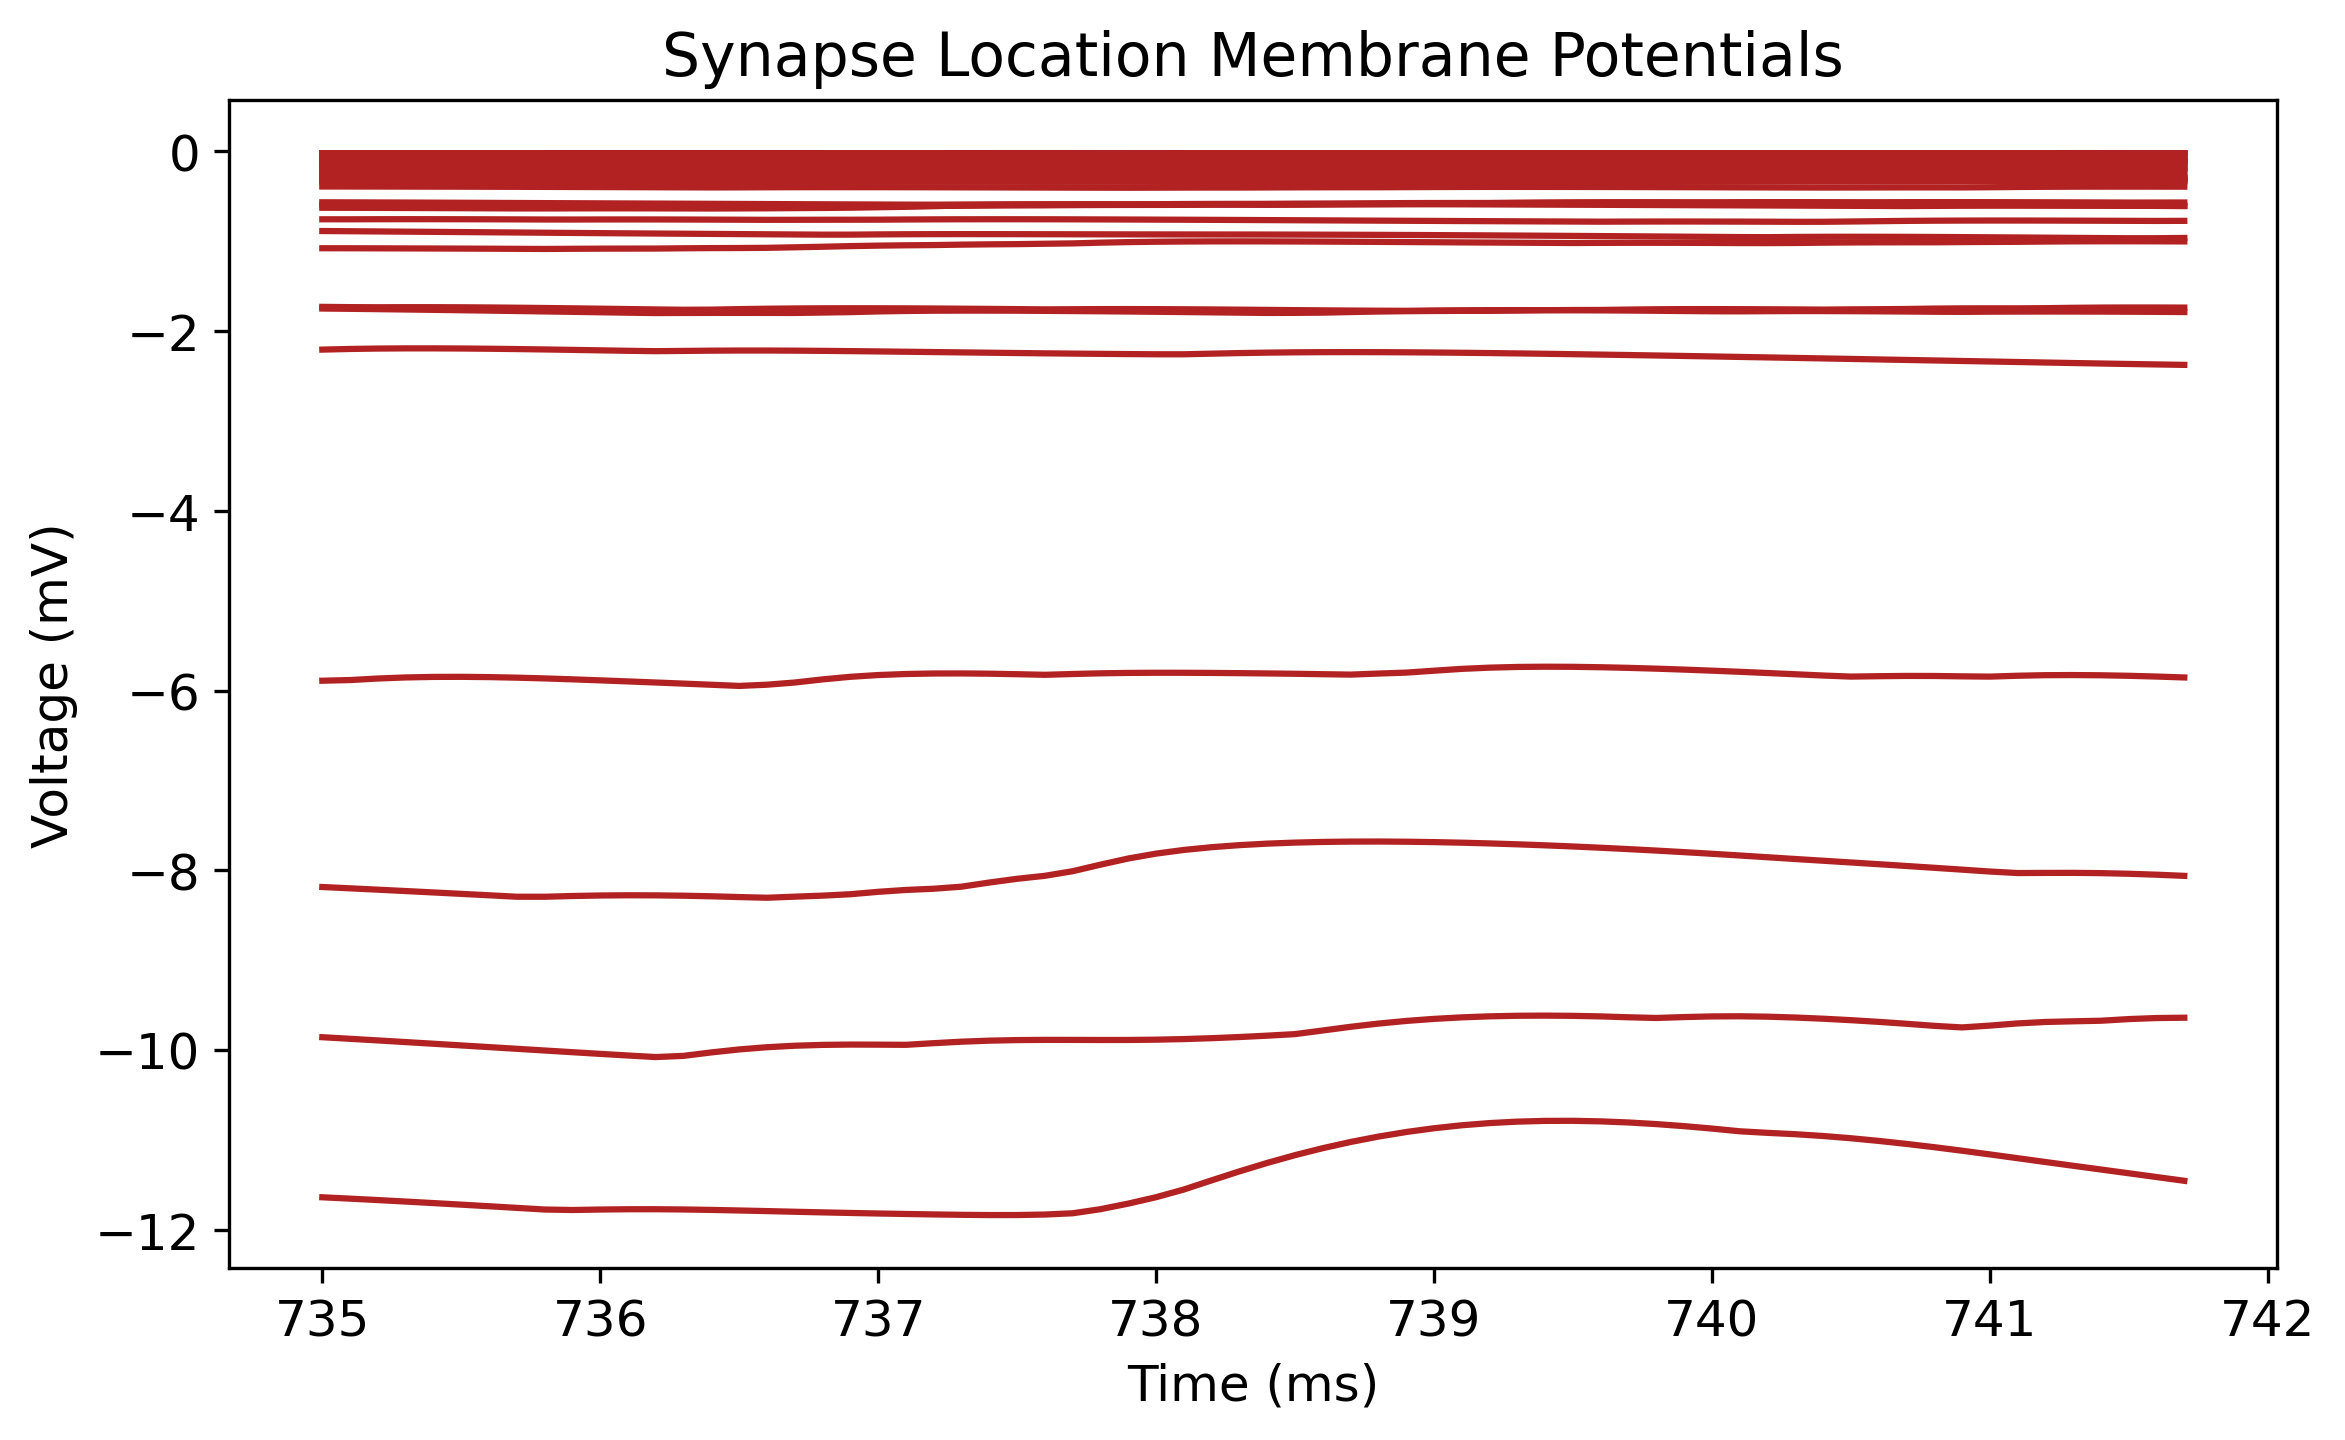 Synapse Location Membrane Potentials
0
−2
−4
−6
−8
−10
−12
Voltage (mV)
735 736 737 738 739 740 741 742
Time (ms)